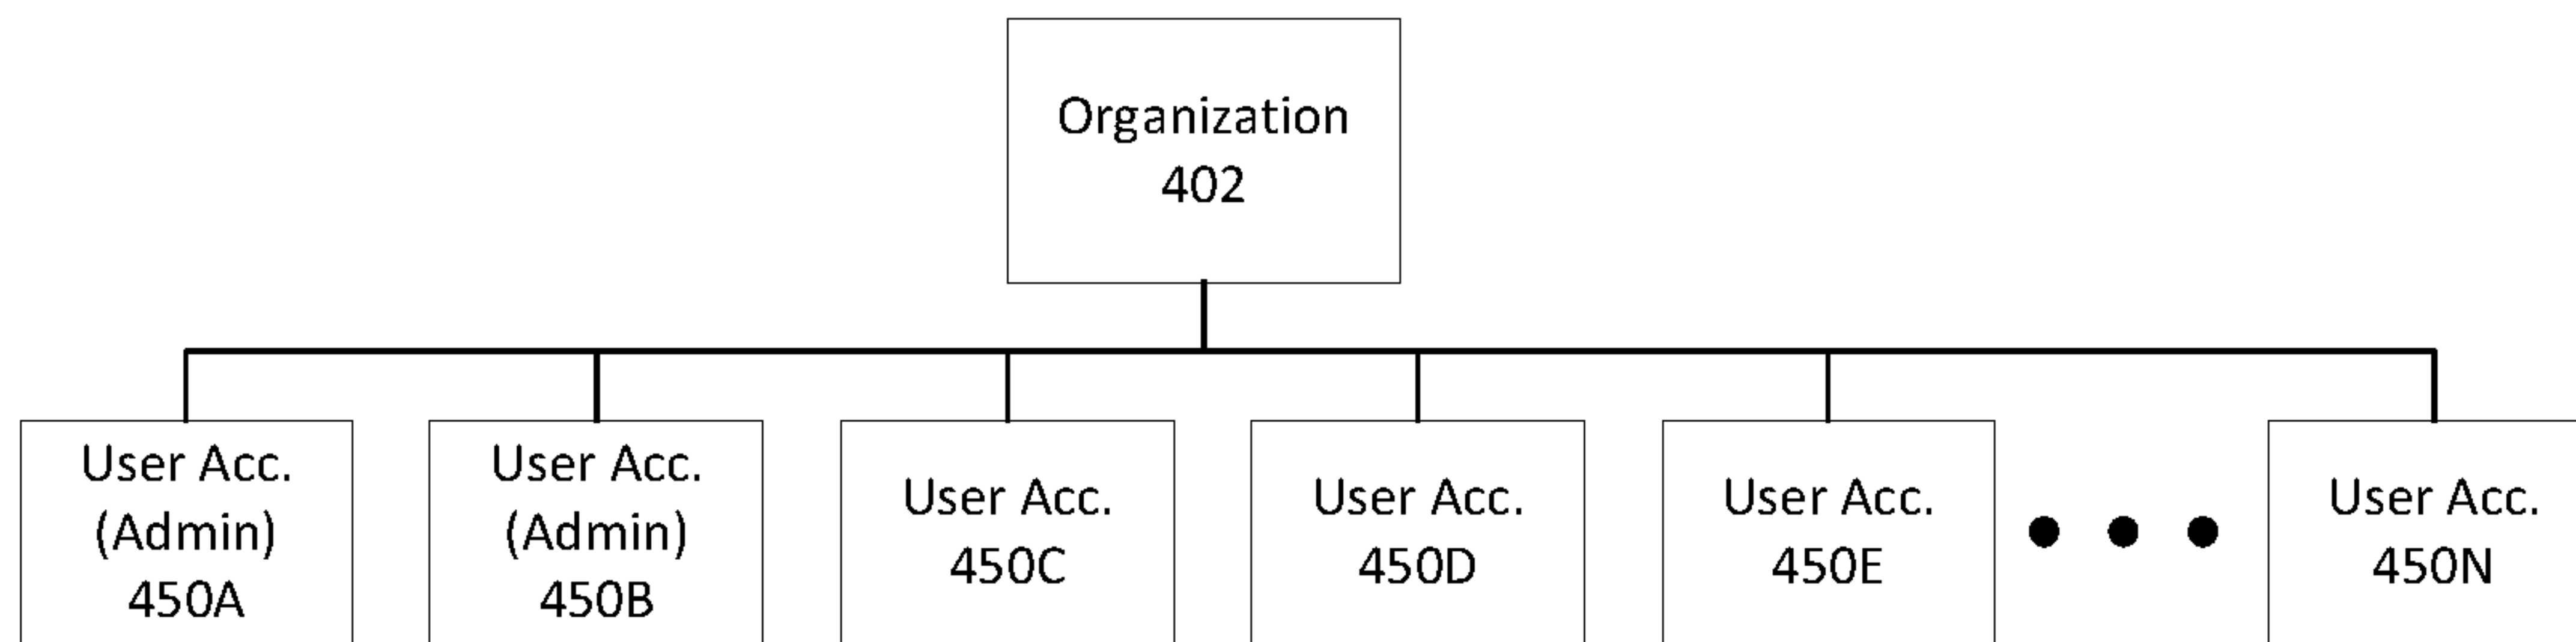 Organization
402
User Acc.
(Admin)
450A
User Acc.
(Admin)
450B
User Acc.
450C
User Acc.
450D
User Acc.
450E
User Acc.
450N